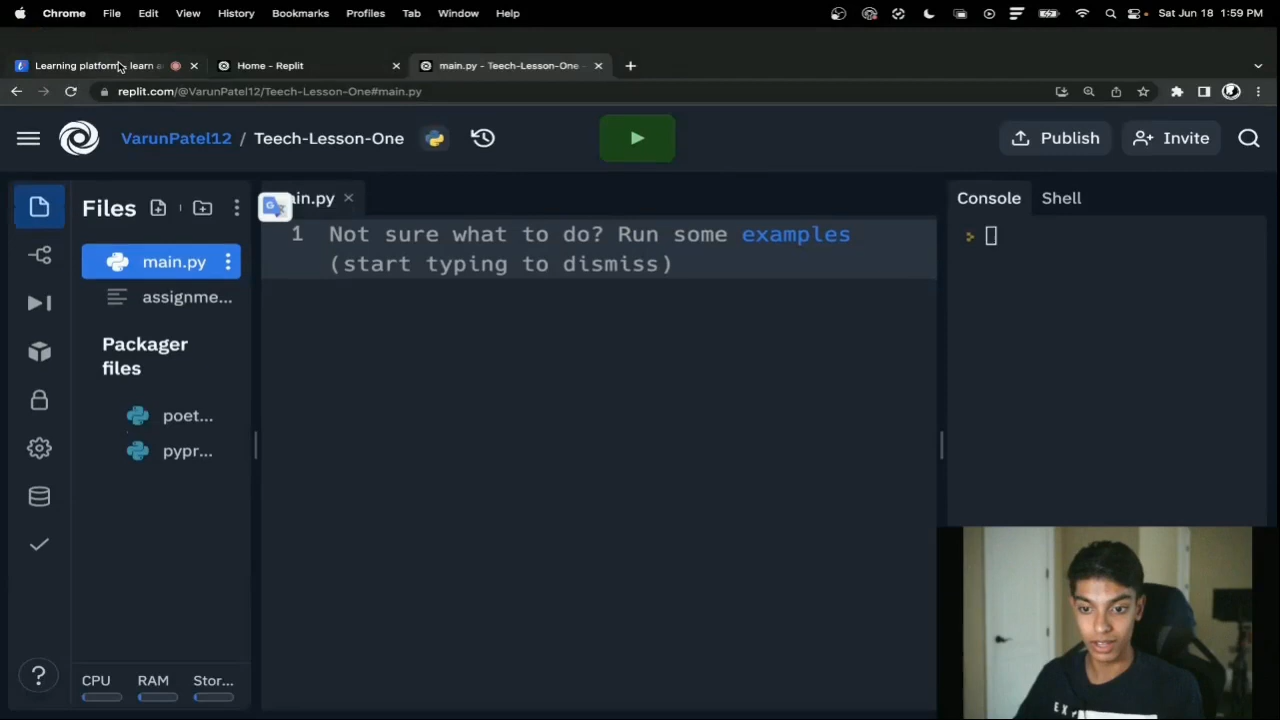 Chrome File Edit View History Bookmarks Profiles Tab Window Help Sat Jun 18 1:59 PM
Learning platform, learn a Home - Replit main.py - Teech-Lesson-One
replit.com/@VarunPatel12/Teech-Lesson-One#main.py
VarunPatel12 / Teech-Lesson-One Publish Invite
Files
main.py
assignme...
Packager
files
poet...
pypr...
CPU RAM Stor...
?
ain.py
1 Not sure what to do? Run some examples
(start typing to dismiss)
Console Shell